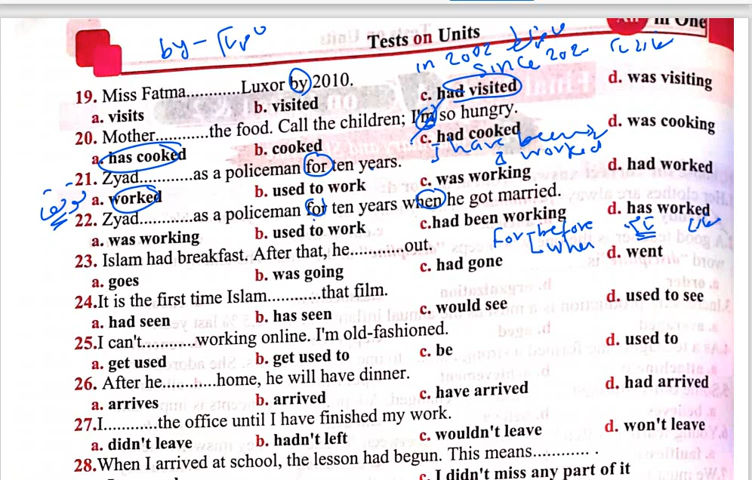 in One
Tests on Units
by -
in 2002
since 202
19. Miss Fatma............Luxor by 2010.
a. visits b. visited c. had visited d. was visiting
20. Mother............the food. Call the children; I'm so hungry.
a. has cooked b. cooked c. had cooked d. was cooking
I have been
I worked
21. Zyad............as a policeman for ten years.
a. worked b. used to work c. was working d. had worked
22. Zyad............as a policeman for ten years when he got married.
a. was working b. used to work c.had been working d. has worked
For - before
when
23. Islam had breakfast. After that, he............out.
a. goes b. was going c. had gone d. went
24.It is the first time Islam............that film.
a. had seen b. has seen c. would see d. used to see
25.I can't............working online. I'm old-fashioned.
a. get used b. get used to c. be d. used to
26. After he............home, he will have dinner.
a. arrives b. arrived c. have arrived d. had arrived
27.I............the office until I have finished my work.
a. didn't leave b. hadn't left c. wouldn't leave d. won't leave
28.When I arrived at school, the lesson had begun. This means............ .
c. I didn't miss any part of it